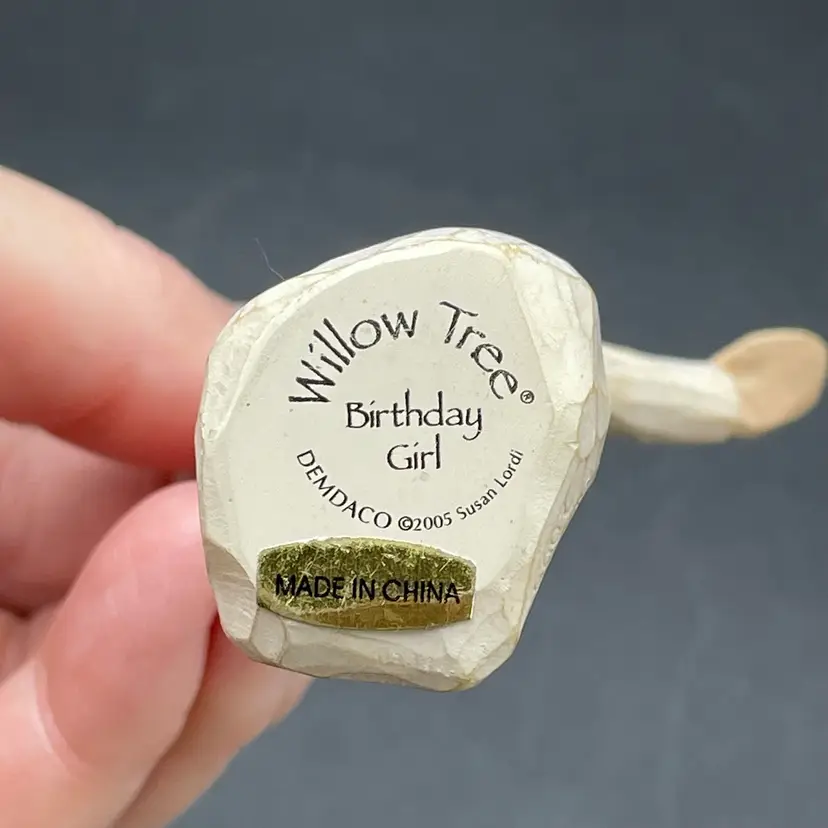 Willow Tree®
Birthday
Girl
DEMDACO ©2005 Susan Lordi
MADE IN CHINA